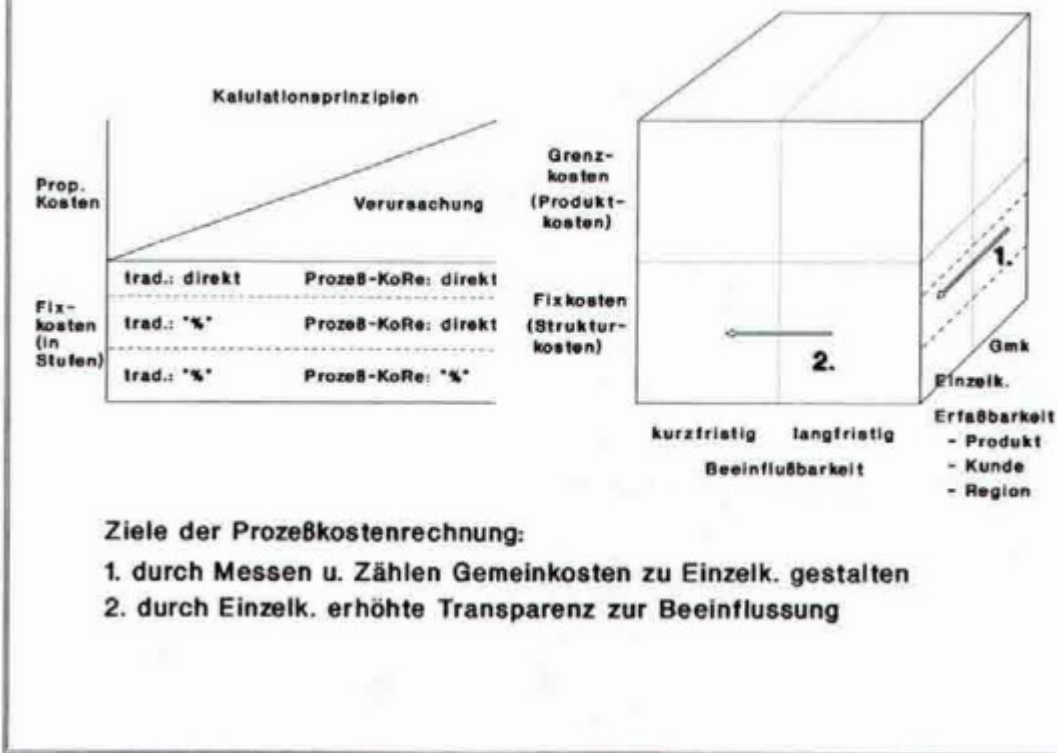 Kalulationsprinzipien
Prop.
Kosten
Verursachung
Fix-
kosten
(in
Stufen)
trad.: direkt Prozeß-KoRe: direkt
trad.: "%" Prozeß-KoRe: direkt
trad.: "%" Prozeß-KoRe: "%"
Grenz-
kosten
(Produkt-
kosten)
Fixkosten
(Struktur-
kosten)
1.
2.
Gmk
Einzelk.
kurzfristig langfristig
Beeinflußbarkeit
Erfaßbarkeit
- Produkt
- Kunde
- Region
Ziele der Prozeßkostenrechnung:
1. durch Messen u. Zählen Gemeinkosten zu Einzelk. gestalten
2. durch Einzelk. erhöhte Transparenz zur Beeinflussung